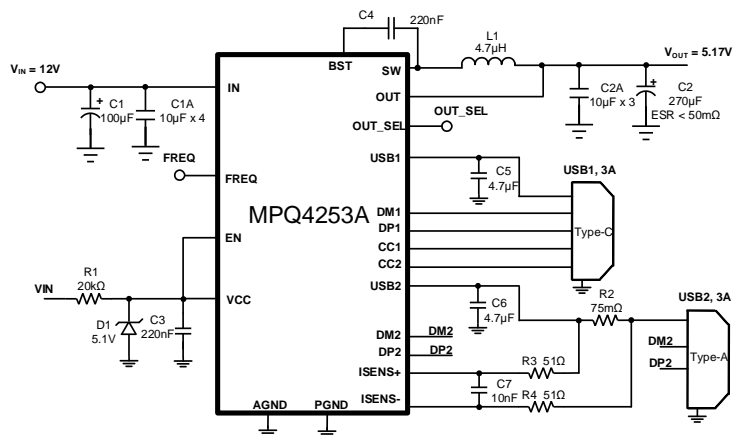 C4
220nF
L1
4.7µH
VIN = 12V
VOUT = 5.17V
BST
SW
IN
OUT
C1
100µF
C1A
10µF x 4
C2A
10µF x 3
C2
270µF
ESR < 50mΩ
OUT_SEL
OUT_SEL
FREQ
FREQ
USB1
C5
4.7µF
USB1, 3A
MPQ4253A
DM1
DP1
Type-C
EN
CC1
CC2
R1
20kΩ
USB2
R2
75mΩ
USB2, 3A
VIN
VCC
D1
5.1V
C3
220nF
C6
4.7µF
DM2
DM2
DP2
DP2
DM2
DP2
Type-A
ISENS+
R3 51Ω
C7
10nF
ISENS-
R4 51Ω
AGND
PGND